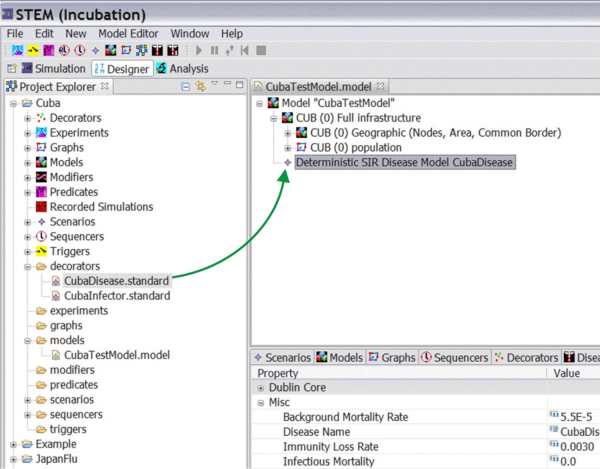 STEM (Incubation)
File Edit New Model Editor Window Help
Simulation Designer Analysis
Project Explorer
Cuba
Decorators
Experiments
Graphs
Models
Modifiers
Predicates
Recorded Simulations
Scenarios
Sequencers
Triggers
decorators
CubaDisease.standard
CubaInfector.standard
experiments
graphs
models
CubaTestModel.model
modifiers
predicates
scenarios
sequencers
triggers
Example
JapanFlu
CubaTestModel.model
Model "CubaTestModel"
CUB (0) Full infrastructure
CUB (0) Geographic (Nodes, Area, Common Border)
CUB (0) population
Deterministic SIR Disease Model CubaDisease
Scenarios Models Graphs Sequencers Decorators Disea
Property Value
Dublin Core
Misc
Background Mortality Rate 5.5E-5
Disease Name CubaDis
Immunity Loss Rate 0.0030
Infectious Mortality 0.0